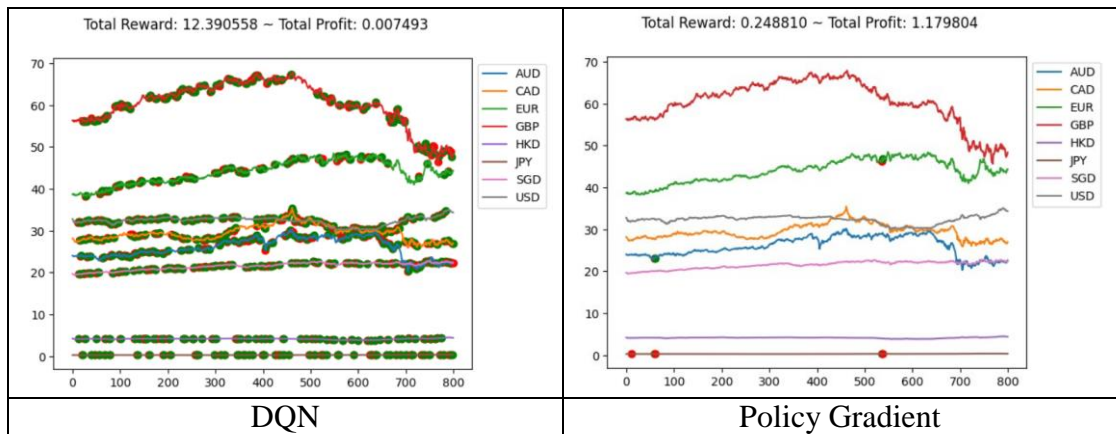 Total Reward: 12.390558 ~ Total Profit: 0.007493
70
60
50
40
30
20
10
0
0 100 200 300 400 500 600 700 800
AUD
CAD
EUR
GBP
HKD
JPY
SGD
USD
DQN
Total Reward: 0.248810 ~ Total Profit: 1.179804
70
60
50
40
30
20
10
0
0 100 200 300 400 500 600 700 800
AUD
CAD
EUR
GBP
HKD
JPY
SGD
USD
Policy Gradient